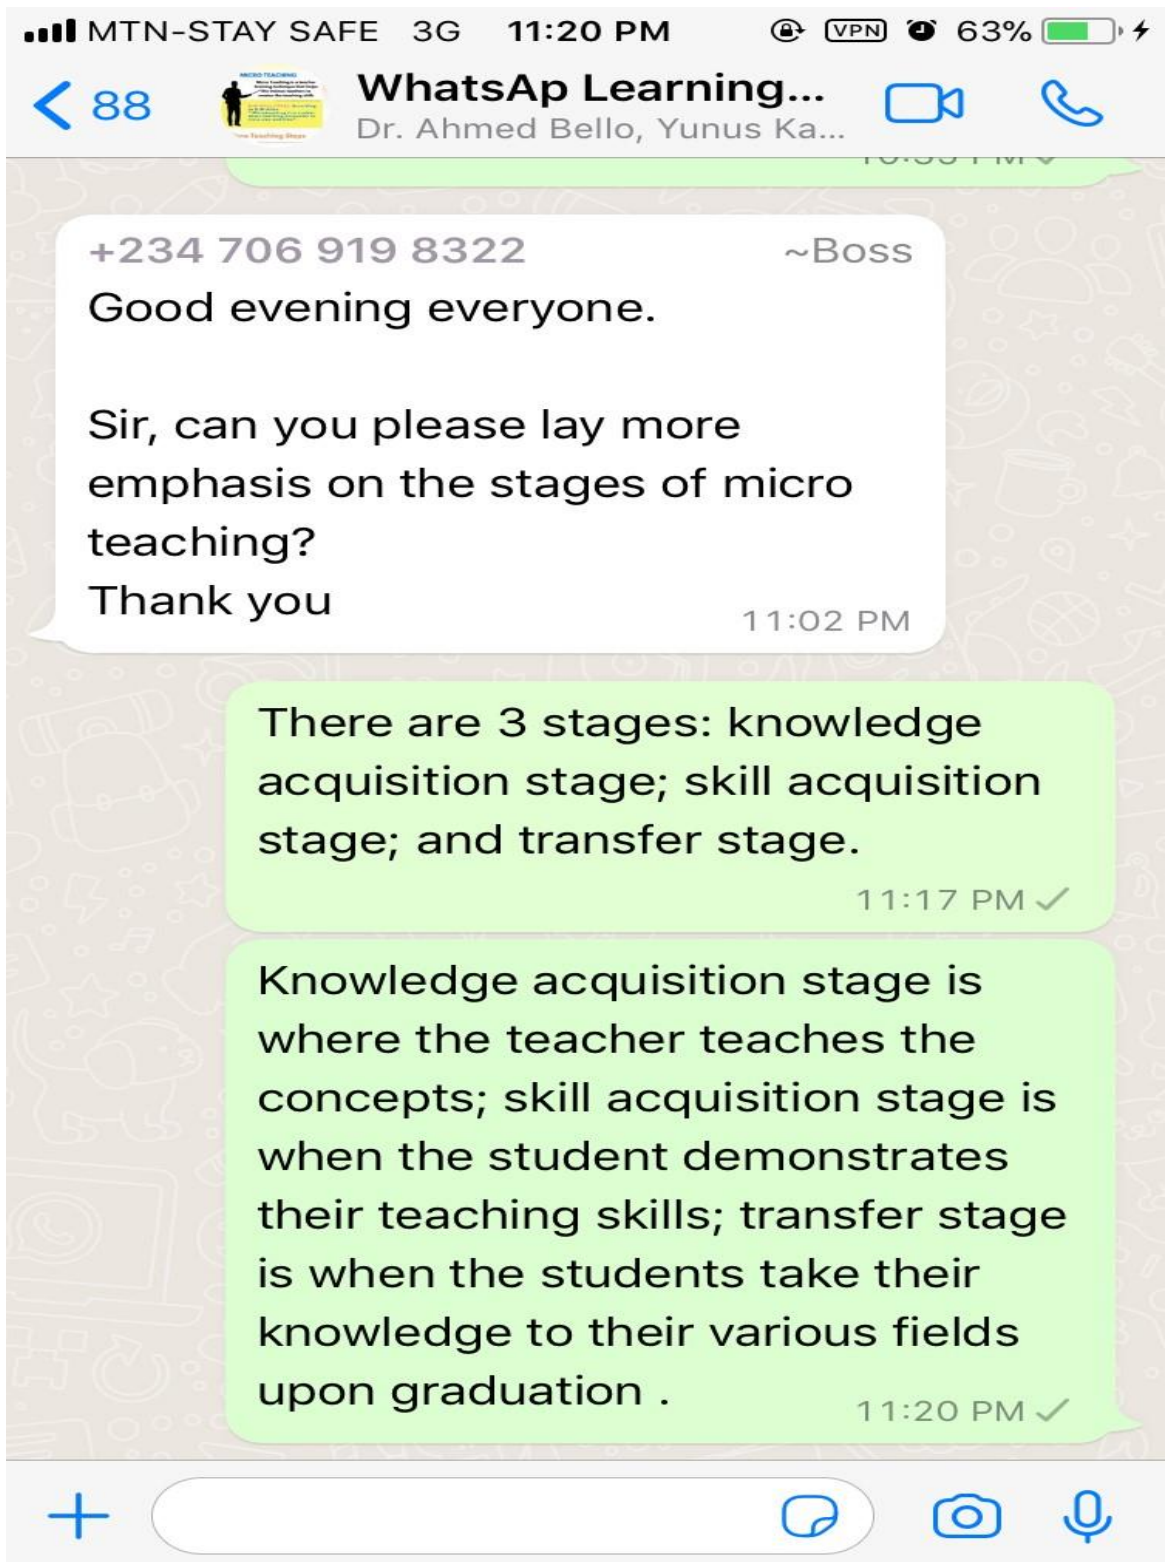 MTN-STAY SAFE 3G 11:20 PM VPN 63%
88 WhatsAp Learning...
Dr. Ahmed Bello, Yunus Ka...
MICRO TEACHING
+234 706 919 8322 ~Boss
Good evening everyone.
Sir, can you please lay more
emphasis on the stages of micro
teaching?
Thank you
11:02 PM
There are 3 stages: knowledge
acquisition stage; skill acquisition
stage; and transfer stage.
11:17 PM
Knowledge acquisition stage is
where the teacher teaches the
concepts; skill acquisition stage is
when the student demonstrates
their teaching skills; transfer stage
is when the students take their
knowledge to their various fields
upon graduation .
11:20 PM